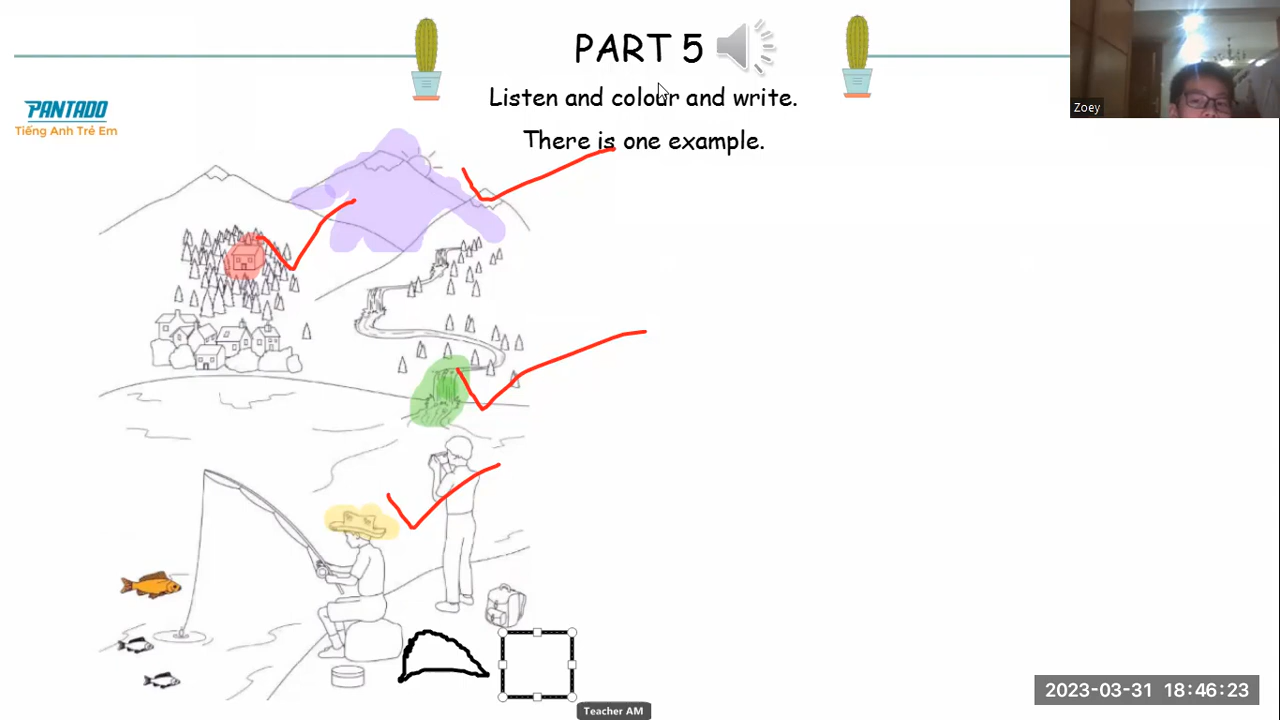 PART 5
Listen and colour and write.
There is one example.
PANTADO
Tiếng Anh Trẻ Em
Zoey
Teacher AM
2023-03-31 18:46:23